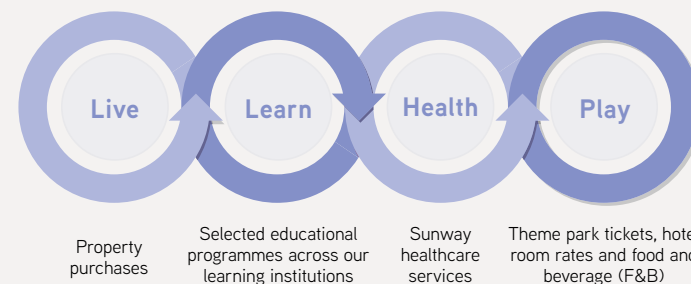 Live
Learn
Health
Play
Property
purchases
Selected educational
programmes across our
learning institutions
Sunway
healthcare
services
Theme park tickets, hote
room rates and food and
beverage (F&B)